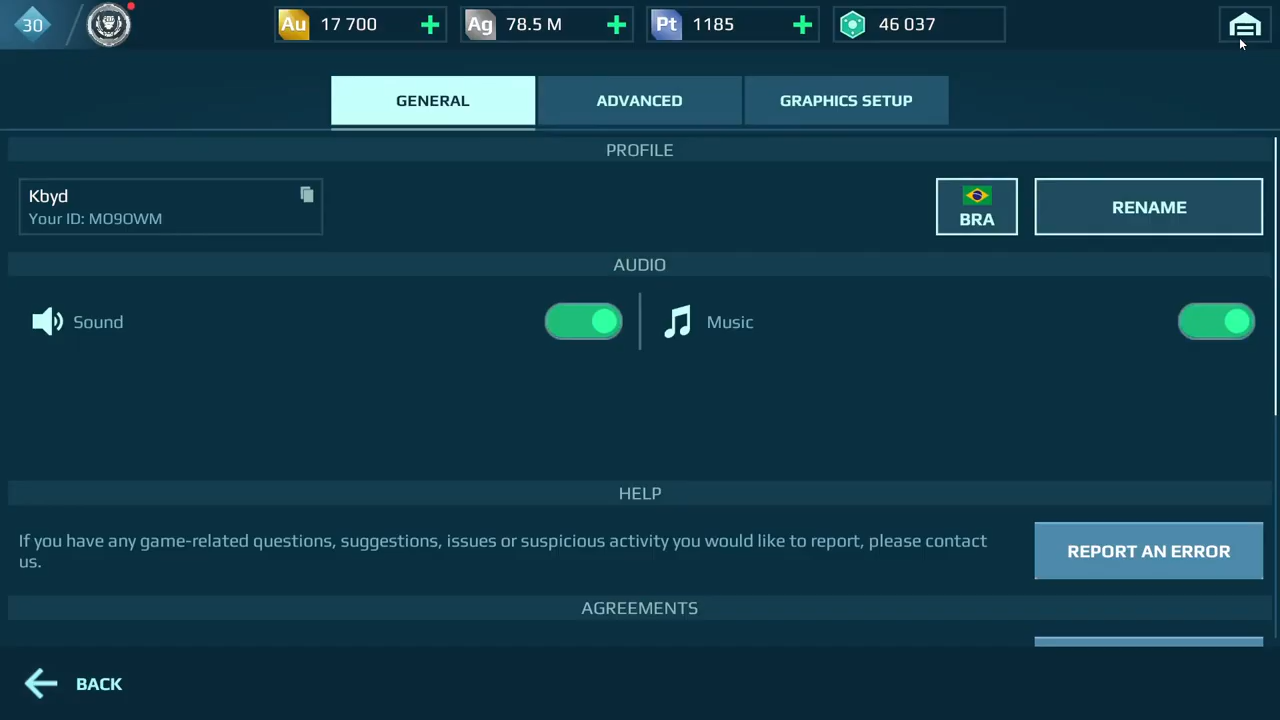 30
Au 17 700 +
Ag 78.5 M +
Pt 1185 +
46 037
GENERAL
ADVANCED
GRAPHICS SETUP
PROFILE
Kbyd
Your ID: MO9OWM
BRA
RENAME
AUDIO
Sound
Music
HELP
If you have any game-related questions, suggestions, issues or suspicious activity you would like to report, please contact
us.
REPORT AN ERROR
AGREEMENTS
BACK